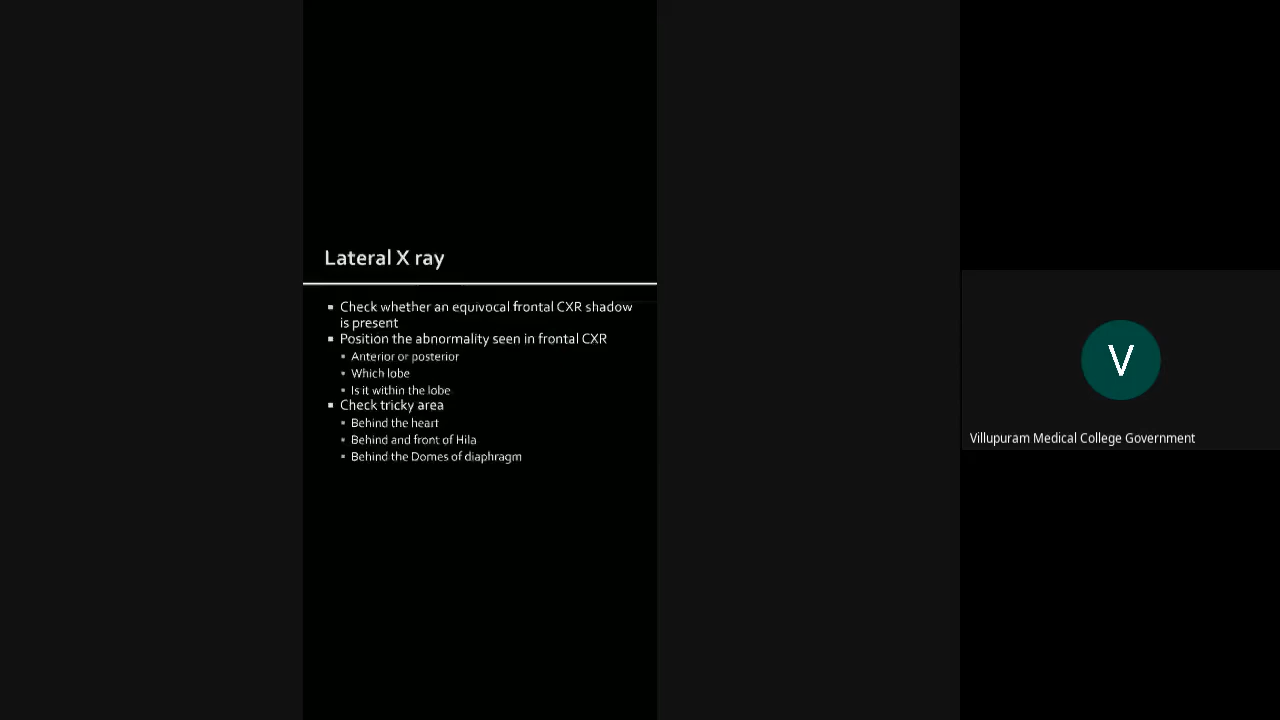 Lateral X ray
▪ Check whether an equivocal frontal CXR shadow
is present
▪ Position the abnormality seen in frontal CXR
▪ Anterior or posterior
▪ Which lobe
▪ Is it within the lobe
▪ Check tricky area
▪ Behind the heart
▪ Behind and front of Hila
▪ Behind the Domes of diaphragm
V
Villupuram Medical College Government